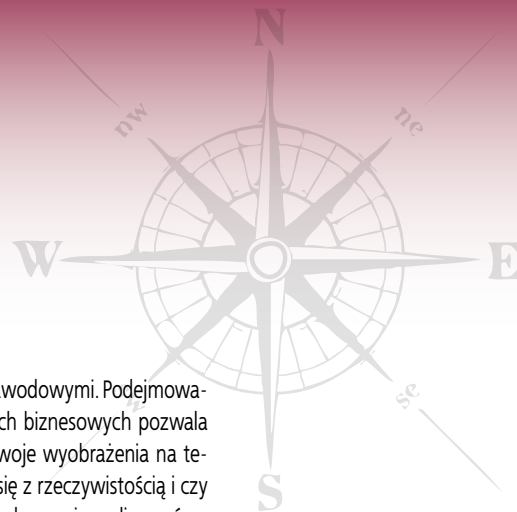 N
nw
ne
W
E
se
S
wodowymi. Podejmowa-
ch biznesowych pozwala
woje wyobrażenia na te-
się z rzeczywistością i czy